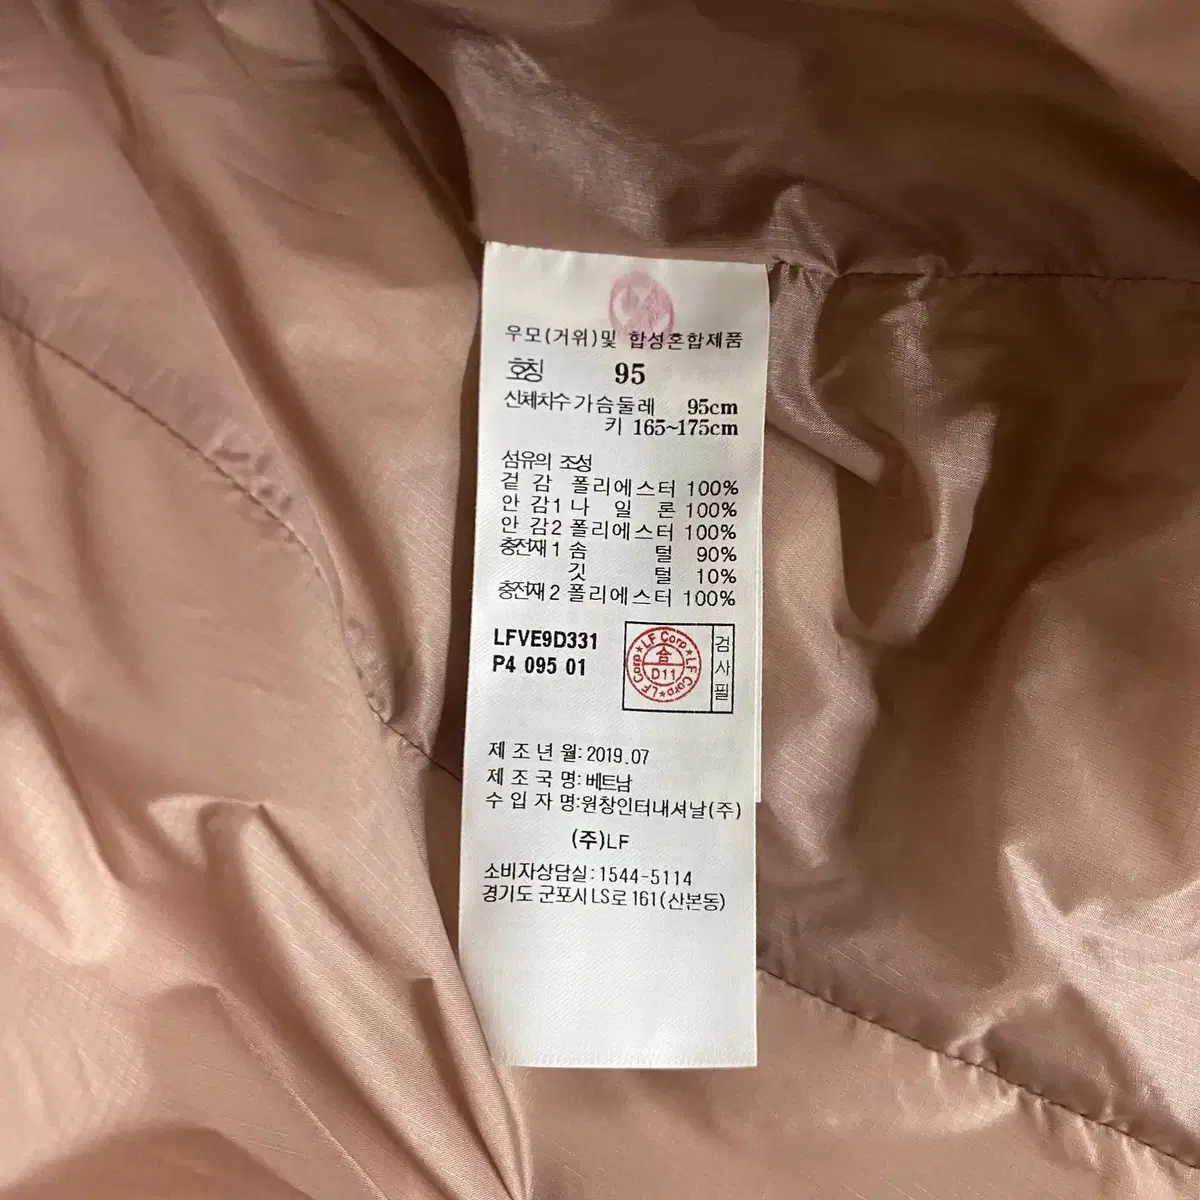 우모(거위)및 합성혼합제품
호칭 95
신체치수 가슴둘레 95cm
키 165~175cm
섬유의 조성
겉 감 폴리에스터 100%
안 감1 나 일 론 100%
안 감2 폴리에스터 100%
충전재 1 솜 털 90%
깃 털 10%
충전재 2 폴리에스터 100%
LFVE9D331
P4 095 01
LF Corp★LF Corp★LF Corp★
合
D11
검사필
제 조 년 월: 2019.07
제 조 국 명: 베트남
수 입 자 명: 원창인터내셔날(주)
(주)LF
소비자상담실: 1544-5114
경기도 군포시 LS로 161(산본동)